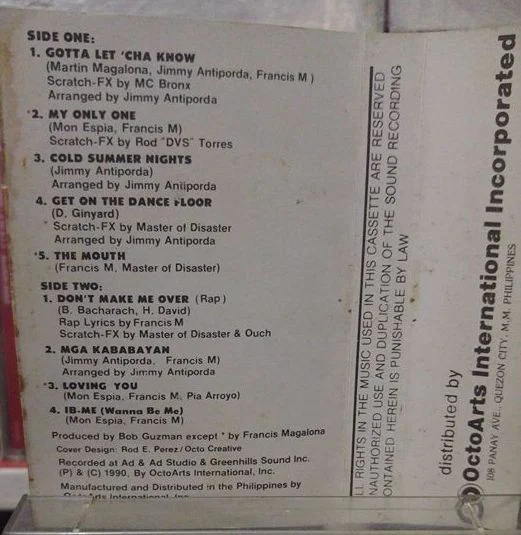 SIDE ONE:
1. GOTTA LET 'CHA KNOW
(Martin Magalona, Jimmy Antiporda, Francis M)
Scratch-FX by MC Bronx
Arranged by Jimmy Antiporda
*2. MY ONLY ONE
(Mon Espia, Francis M)
Scratch-FX by Rod "DVS" Torres
3. COLD SUMMER NIGHTS
(Jimmy Antiporda)
Arranged by Jimmy Antiporda
4. GET ON THE DANCE FLOOR
(D. Ginyard)
Scratch-FX by Master of Disaster
Arranged by Jimmy Antiporda
*5. THE MOUTH
(Francis M, Master of Disaster)
SIDE TWO:
1. DON'T MAKE ME OVER (Rap)
(B. Bacharach, H. David)
Rap Lyrics by Francis M
Scratch-FX by Master of Disaster & Ouch
2. MGA KABABAYAN
(Jimmy Antiporda, Francis M)
Arranged by Jimmy Antiporda
*3. LOVING YOU
(Mon Espia, Francis M, Pia Arroyo)
4. IB-ME (Wanna Be Me)
(Mon Espia, Francis M)
Produced by Bob Guzman except * by Francis Magalona
Cover Design: Rod E. Perez/Octo Creative
Recorded at Ad & Ad Studio & Greenhills Sound Inc.
(P) & (C) 1990, By OctoArts International, Inc.
Manufactured and Distributed in the Philippines by
OctoArts International, Inc.
LL RIGHTS IN THE MUSIC USED IN THIS CASSETTE ARE RESERVED
NAUTHORIZED USE AND DUPLICATION OF THE SOUND RECORDING
ONTAINED HEREIN IS PUNISHABLE BY LAW
distributed by
OctoArts International Incorporated
108 PANAY AVE., QUEZON CITY, M.M. PHILIPPINES